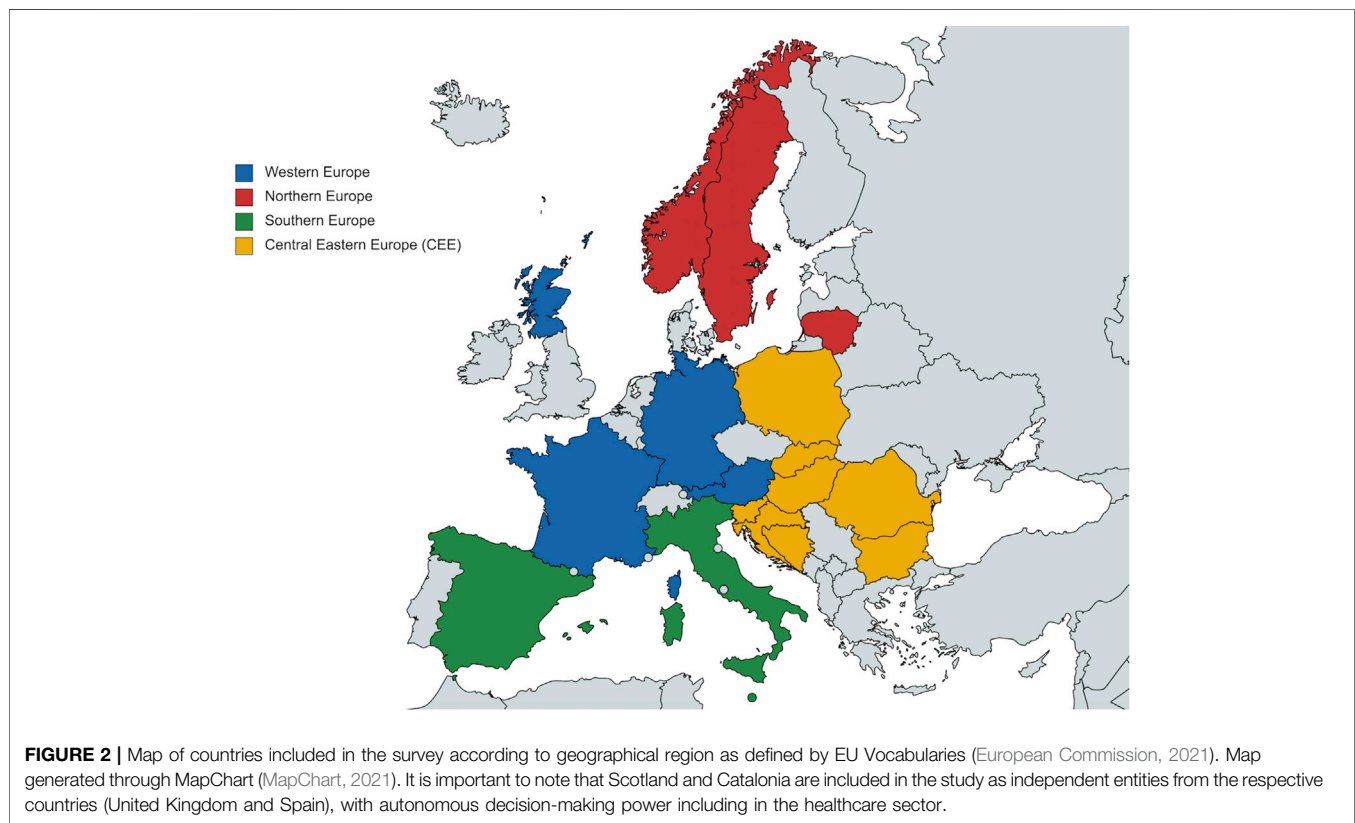 Western Europe
Northern Europe
Southern Europe
Central Eastern Europe (CEE)
FIGURE 2 | Map of countries included in the survey according to geographical region as defined by EU Vocabularies (European Commission, 2021). Map
generated through MapChart (MapChart, 2021). It is important to note that Scotland and Catalonia are included in the study as independent entities from the respective
countries (United Kingdom and Spain), with autonomous decision-making power including in the healthcare sector.